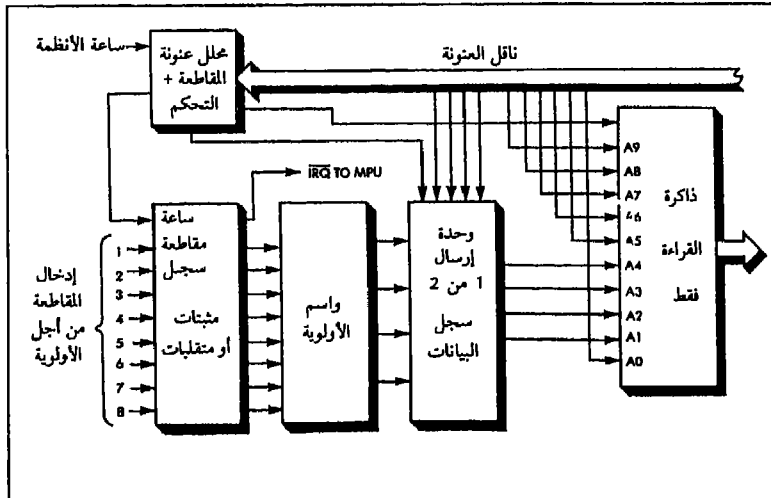 ساعة الأنظمة
محلل عنونة
المقاطعة +
التحكم
ناقل العنونة
IRQ TO MPU
ساعة
مقاطعة
سجل
مثبتات
أو متقلبات
إدخال
المقاطعة
من أجل
الأولوية
1
2
3
4
5
6
7
8
واسم
الأولوية
وحدة
إرسال
1 من 2
سجل
البيانات
A9
A8
A7
A6
A5
A4
A3
A2
A1
A0
ذاكرة
القراءة
فقط